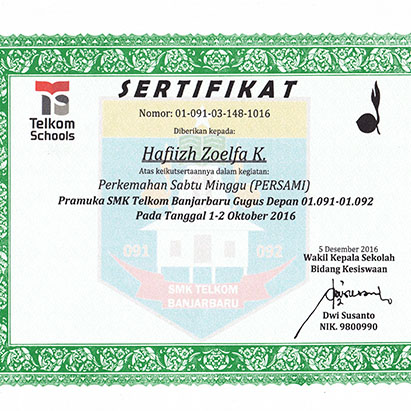 Telkom
Schools
SERTIFIKAT
Nomor: 01-091-03-148-1016
Diberikan kepada:
Hafiizh Zoelfa K.
Atas keikutsertaannya dalam kegiatan:
Perkemahan Sabtu Minggu (PERSAMI)
Pramuka SMK Telkom Banjarbaru Gugus Depan 01.091-01.092
Pada Tanggal 1-2 Oktober 2016
091
092
SMK TELKOM
BANJARBARU
5 Desember 2016
Wakil Kepala Sekolah
Bidang Kesiswaan
Dwi Susanto
NIK. 9800990